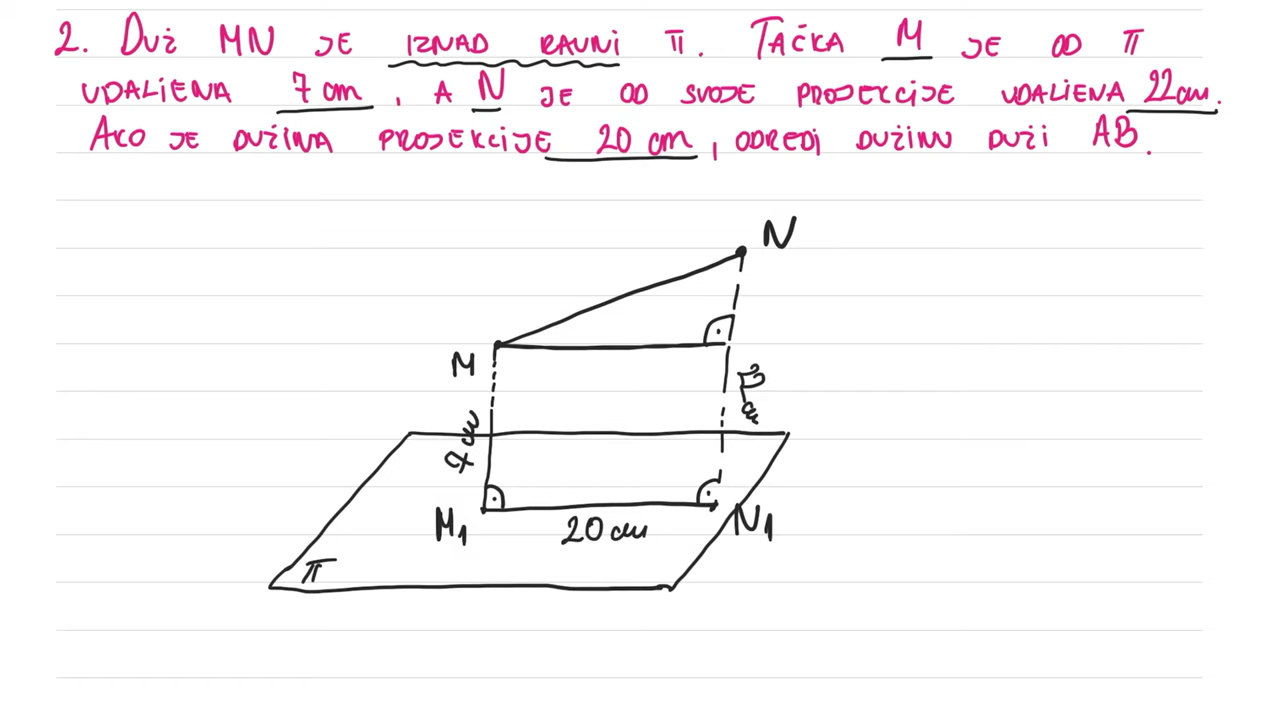 2. DUŽ MN JE IZNAD RAVNI π. TAČKA M JE OD π
UDALJENA 7 cm, A N JE OD SVOJE PROJEKCIJE UDALJENA 22 cm.
AKO JE DUŽINA PROJEKCIJE 20 cm, ODREDI DUŽINU DUŽI AB.
N
M
7 cm
M1
20 cm
N1
π